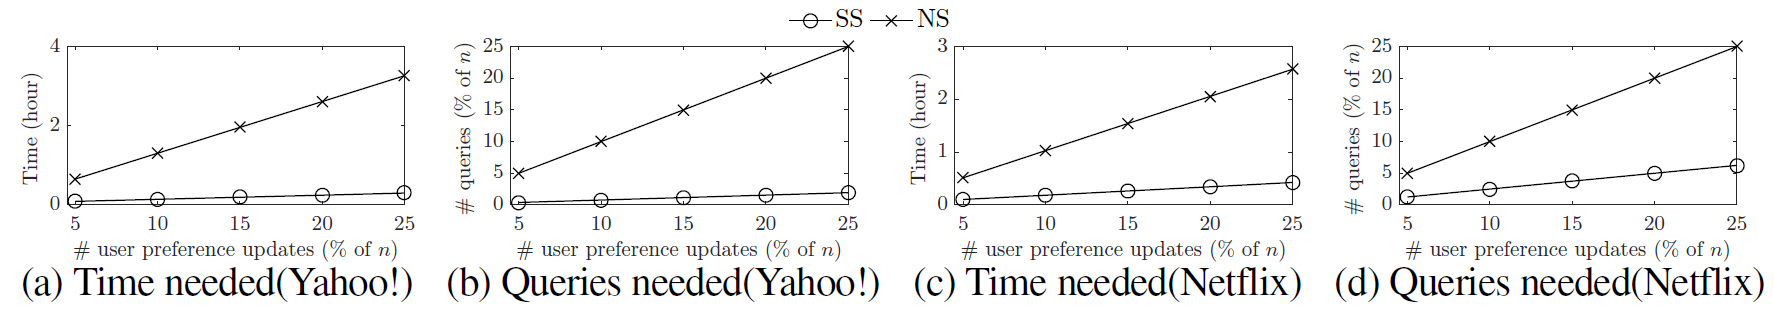 SS NS
4
2
0
Time (hour)
5 10 15 20 25
# user preference updates (% of n)
(a) Time needed(Yahoo!)
25
20
15
10
5
0
# queries (% of n)
5 10 15 20 25
# user preference updates (% of n)
(b) Queries needed(Yahoo!)
3
2
1
0
Time (hour)
5 10 15 20 25
# user preference updates (% of n)
(c) Time needed(Netflix)
25
20
15
10
5
0
# queries (% of n)
5 10 15 20 25
# user preference updates (% of n)
(d) Queries needed(Netflix)